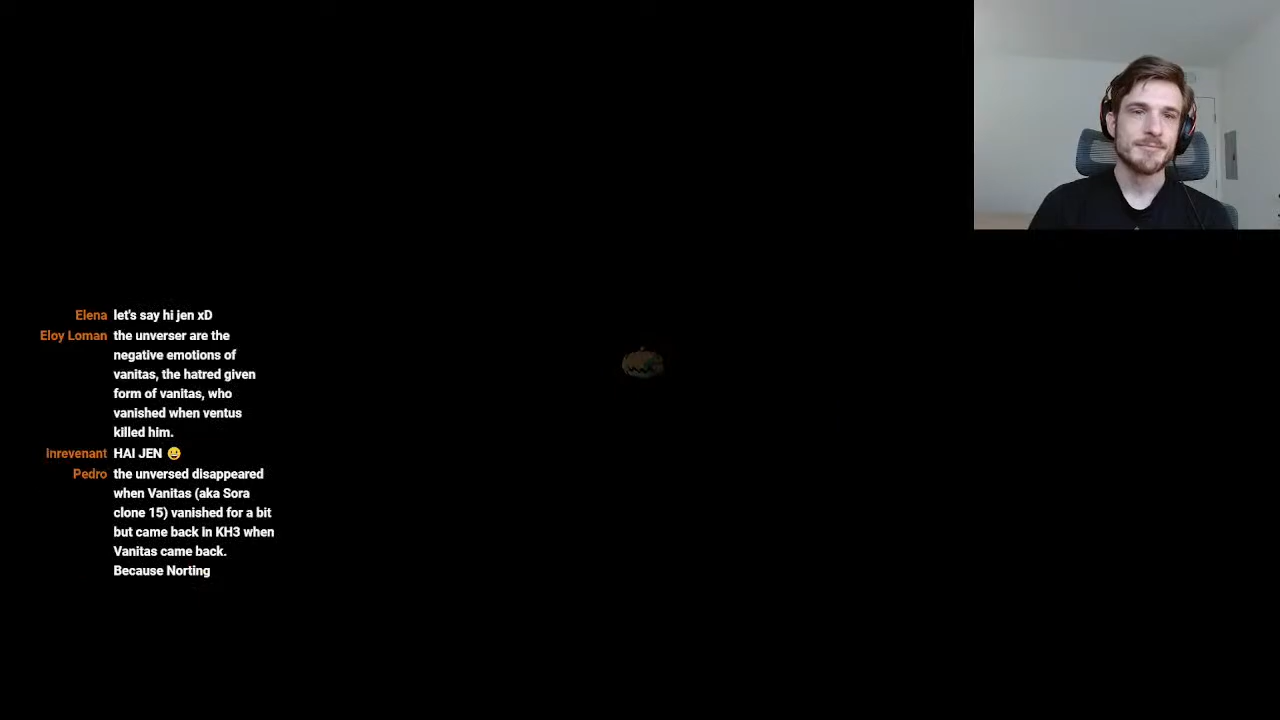 Elena let's say hi jen xD
Eloy Loman the unverser are the
negative emotions of
vanitas, the hatred given
form of vanitas, who
vanished when ventus
killed him.
Inrevenant HAI JEN 😀
Pedro the unversed disappeared
when Vanitas (aka Sora
clone 15) vanished for a bit
but came back in KH3 when
Vanitas came back.
Because Norting